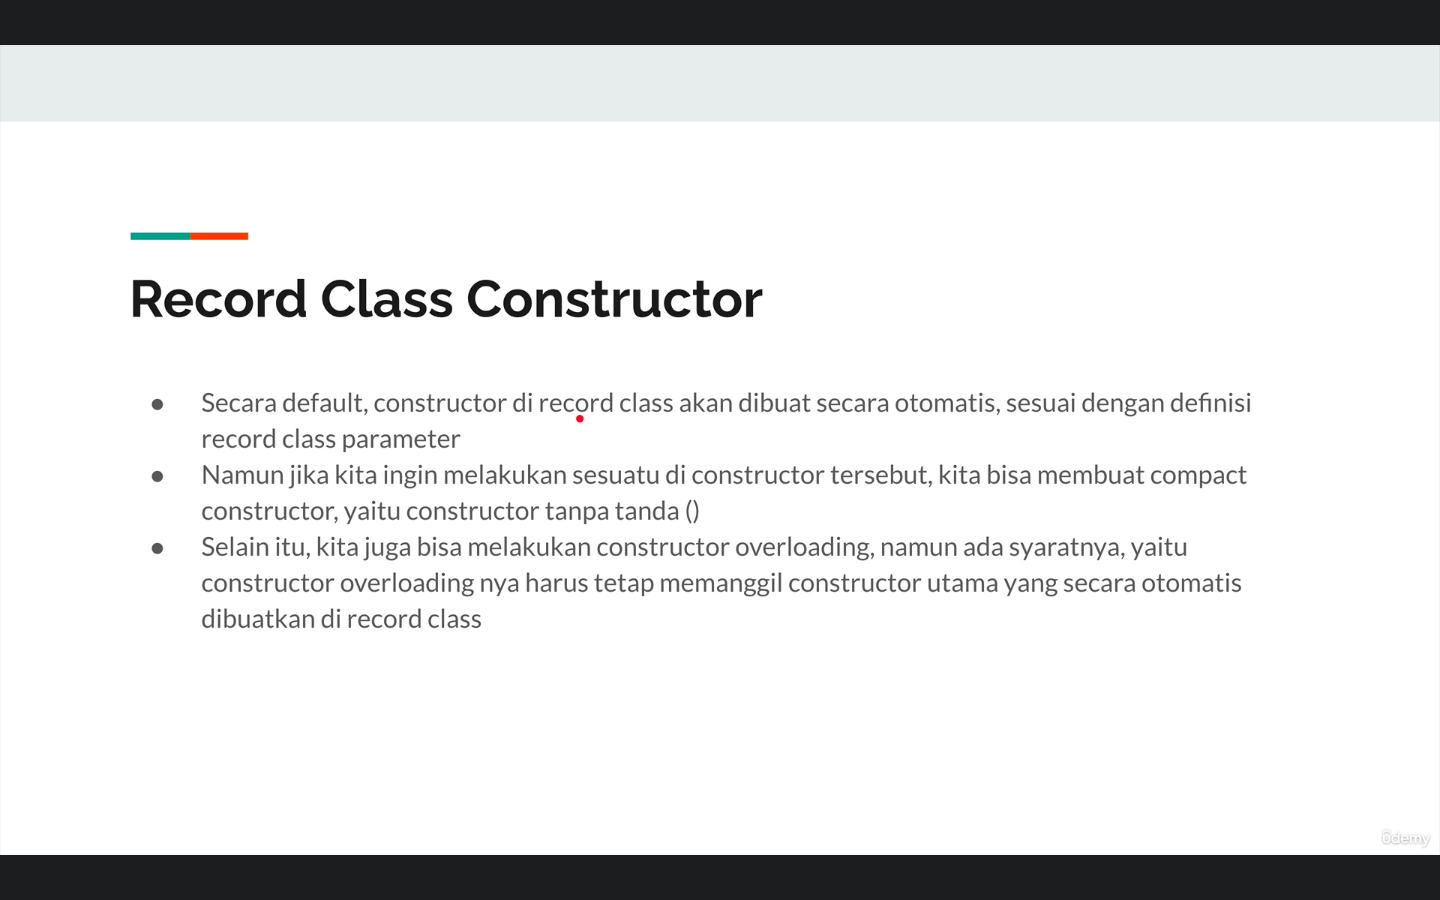 Record Class Constructor
● Secara default, constructor di record class akan dibuat secara otomatis, sesuai dengan definisi
record class parameter
● Namun jika kita ingin melakukan sesuatu di constructor tersebut, kita bisa membuat compact
constructor, yaitu constructor tanpa tanda ()
● Selain itu, kita juga bisa melakukan constructor overloading, namun ada syaratnya, yaitu
constructor overloading nya harus tetap memanggil constructor utama yang secara otomatis
dibuatkan di record class
ûdemy